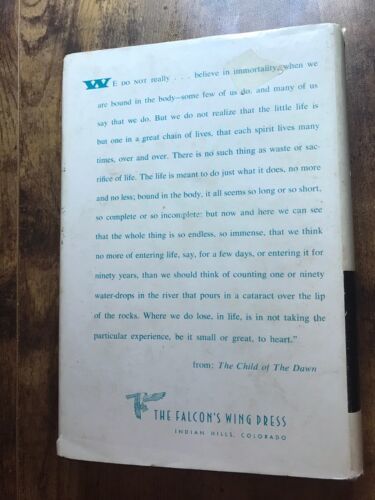 WE DO NOT really . . . believe in immortality, when we
are bound in the body—some few of us do, and many of us
say that we do. But we do not realize that the little life is
but one in a great chain of lives, that each spirit lives many
times, over and over. There is no such thing as waste or sac-
rifice of life. The life is meant to do just what it does, no more
and no less; bound in the body, it all seems so long or so short,
so complete or so incomplete: but now and here we can see
that the whole thing is so endless, so immense, that we think
no more of entering life, say, for a few days, or entering it for
ninety years, than we should think of counting one or ninety
water-drops in the river that pours in a cataract over the lip
of the rocks. Where we do lose, in life, is in not taking the
particular experience, be it small or great, to heart."
from: The Child of The Dawn
THE FALCON'S WING PRESS
INDIAN HILLS, COLORADO